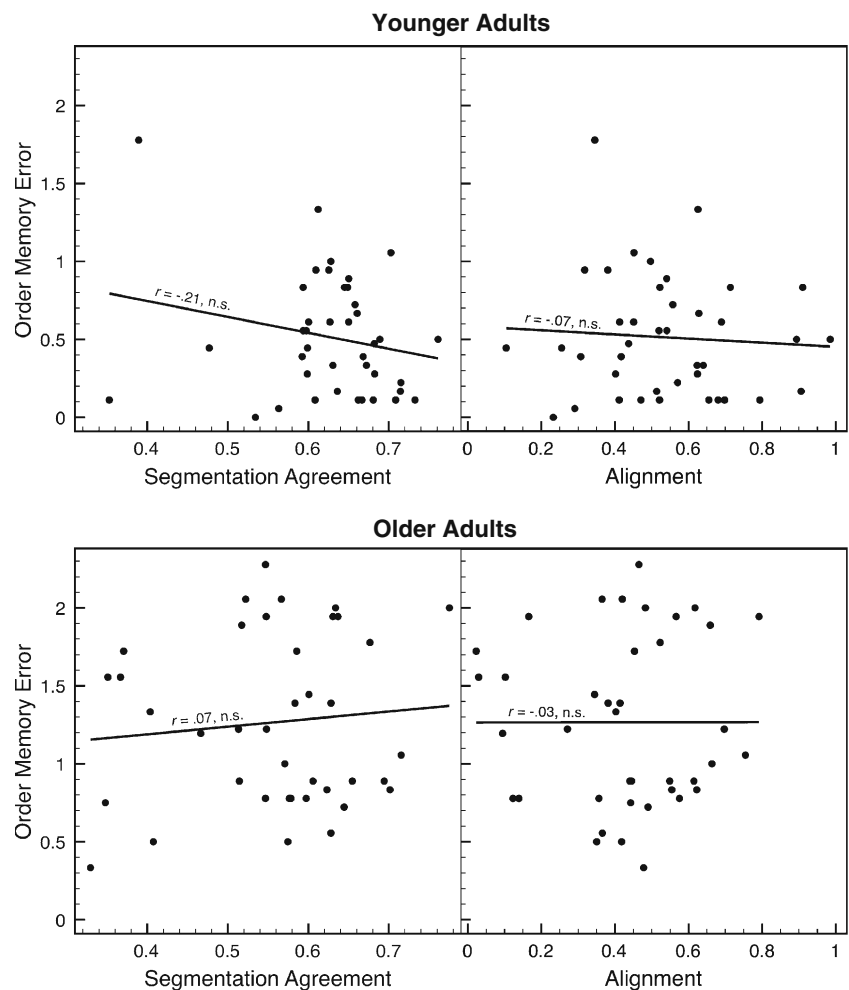 Younger Adults
Order Memory Error
2
1.5
1
0.5
0
r = -.21, n.s.
r = -.07, n.s.
0.4 0.5 0.6 0.7
0 0.2 0.4 0.6 0.8 1
Segmentation Agreement
Alignment
Older Adults
Order Memory Error
2
1.5
1
0.5
0
r = .07, n.s.
r = -.03, n.s.
0.4 0.5 0.6 0.7
0 0.2 0.4 0.6 0.8 1
Segmentation Agreement
Alignment